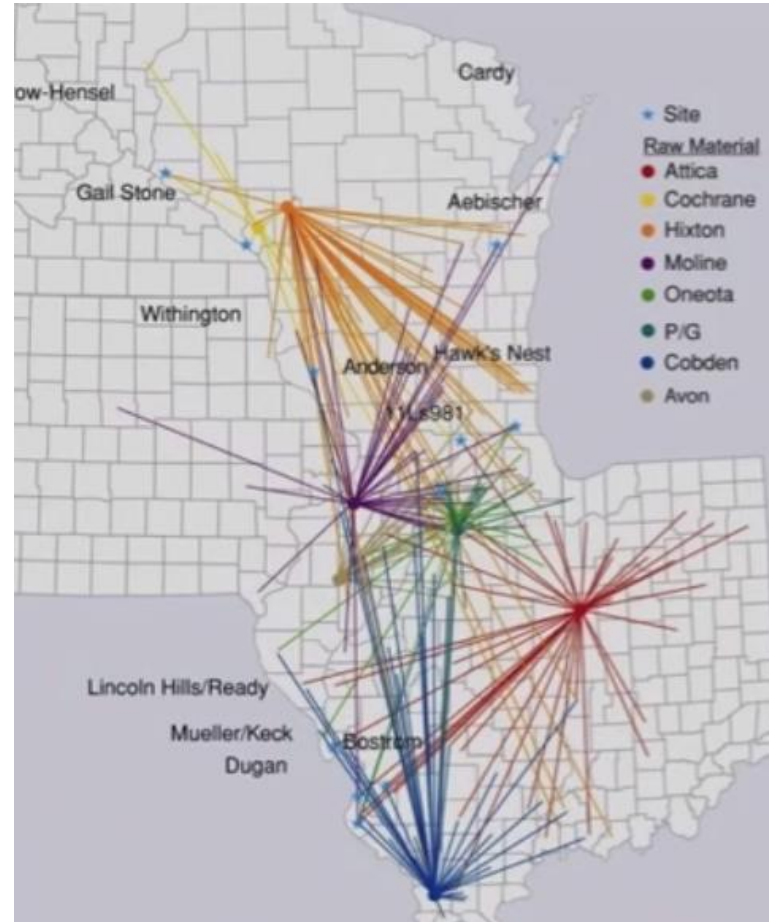 Cardy
ow-Hensel
Site
Raw Material
Attica
Gail Stone
Aebischer
Cochrane
Hixton
Moline
Oneota
Withington
P/G
Anderson
Hawk's Nest
Cobden
Avon
11Ls981
Lincoln Hills/Ready
Mueller/Keck
Bostrom
Dugan